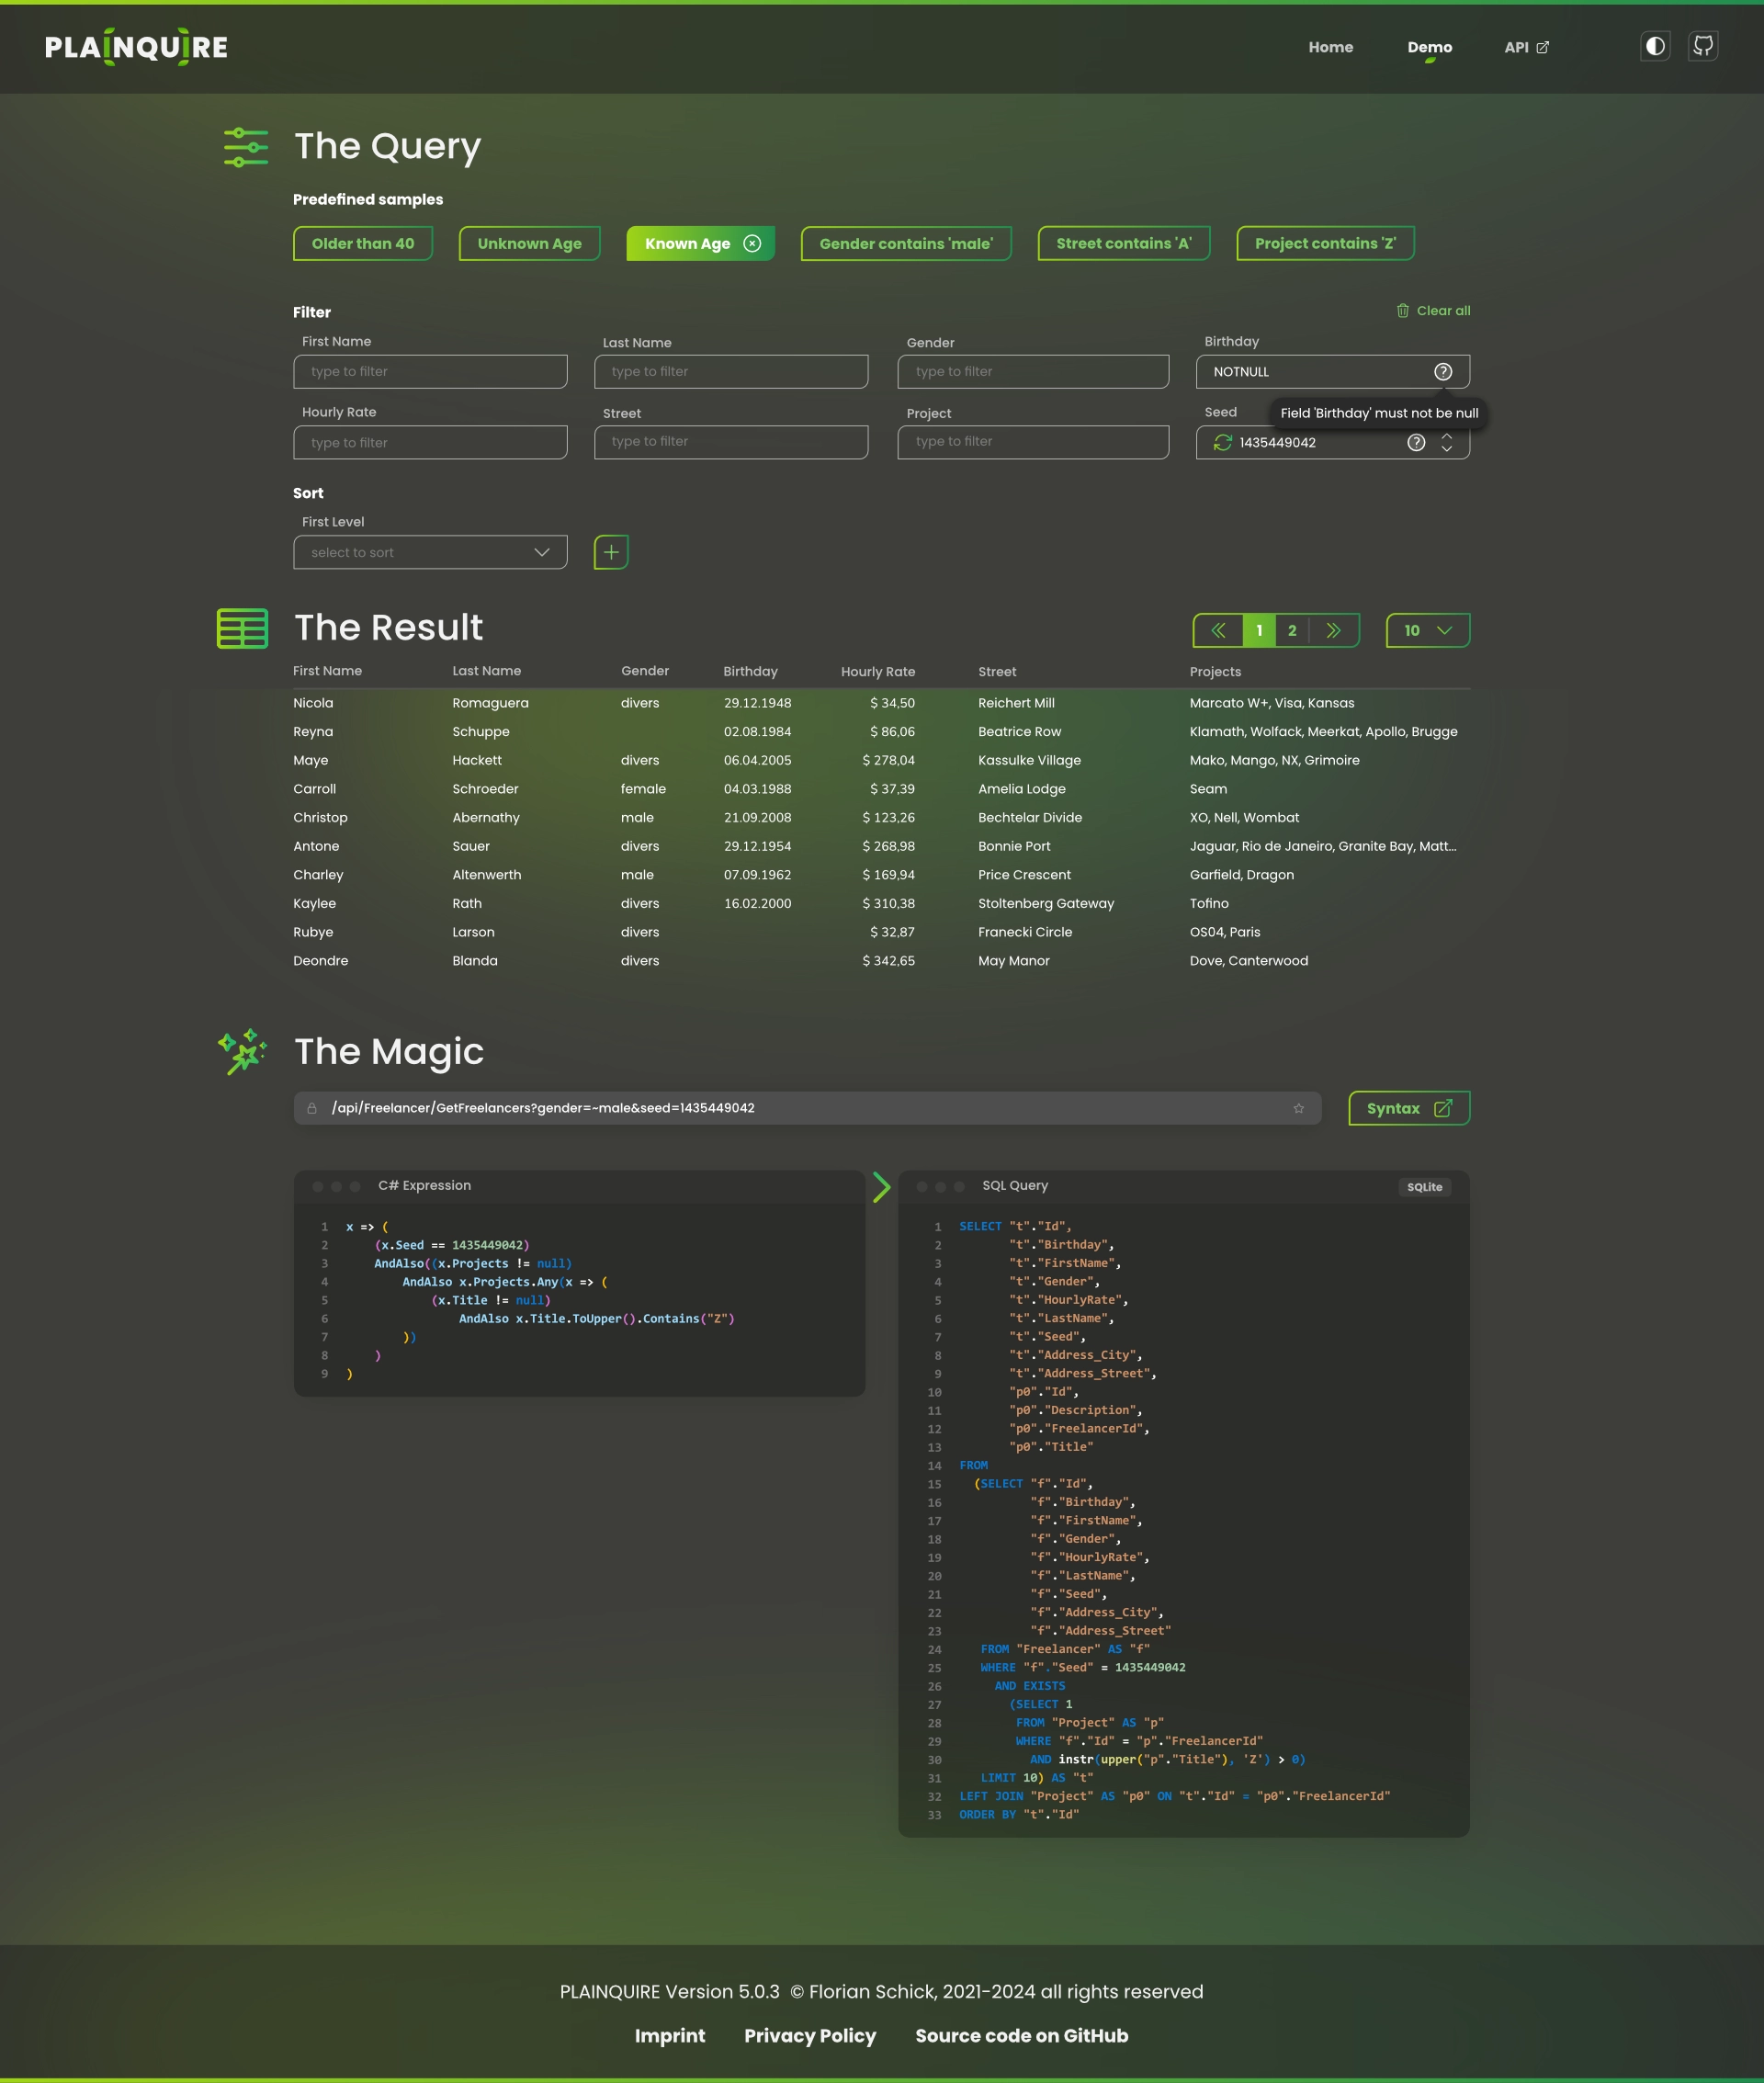 PLAINQUIRE
Home Demo API
The Query
Predefined samples
Older than 40 Unknown Age Known Age Gender contains 'male' Street contains 'A' Project contains 'Z'
Filter Clear all
First Name Last Name Gender Birthday
type to filter type to filter type to filter NOTNULL
Hourly Rate Street Project Seed Field 'Birthday' must not be null
type to filter type to filter type to filter 1435449042
Sort
First Level
select to sort
The Result 1 2 10
First Name Last Name Gender Birthday Hourly Rate Street Projects
Nicola Romaguera divers 29.12.1948 $ 34,50 Reichert Mill Marcato W+, Visa, Kansas
Reyna Schuppe 02.08.1984 $ 86,06 Beatrice Row Klamath, Wolfack, Meerkat, Apollo, Brugge
Maye Hackett divers 06.04.2005 $ 278,04 Kassulke Village Mako, Mango, NX, Grimoire
Carroll Schroeder female 04.03.1988 $ 37,39 Amelia Lodge Seam
Christop Abernathy male 21.09.2008 $ 123,26 Bechtelar Divide XO, Nell, Wombat
Antone Sauer divers 29.12.1954 $ 268,98 Bonnie Port Jaguar, Rio de Janeiro, Granite Bay, Matt...
Charley Altenwerth male 07.09.1962 $ 169,94 Price Crescent Garfield, Dragon
Kaylee Rath divers 16.02.2000 $ 310,38 Stoltenberg Gateway Tofino
Rubye Larson divers $ 32,87 Franecki Circle OS04, Paris
Deondre Blanda divers $ 342,65 May Manor Dove, Canterwood
The Magic
/api/Freelancer/GetFreelancers?gender=~male&seed=1435449042 Syntax
C# Expression
1 x => (
2 (x.Seed == 1435449042)
3 AndAlso((x.Projects != null)
4 AndAlso x.Projects.Any(x => (
5 (x.Title != null)
6 AndAlso x.Title.ToUpper().Contains("Z")
7 ))
8 )
9 )
SQL Query SQLite
1 SELECT "t"."Id",
2 "t"."Birthday",
3 "t"."FirstName",
4 "t"."Gender",
5 "t"."HourlyRate",
6 "t"."LastName",
7 "t"."Seed",
8 "t"."Address_City",
9 "t"."Address_Street",
10 "p0"."Id",
11 "p0"."Description",
12 "p0"."FreelancerId",
13 "p0"."Title"
14 FROM
15 (SELECT "f"."Id",
16 "f"."Birthday",
17 "f"."FirstName",
18 "f"."Gender",
19 "f"."HourlyRate",
20 "f"."LastName",
21 "f"."Seed",
22 "f"."Address_City",
23 "f"."Address_Street"
24 FROM "Freelancer" AS "f"
25 WHERE "f"."Seed" = 1435449042
26 AND EXISTS
27 (SELECT 1
28 FROM "Project" AS "p"
29 WHERE "f"."Id" = "p"."FreelancerId"
30 AND instr(upper("p"."Title"), 'Z') > 0)
31 LIMIT 10) AS "t"
32 LEFT JOIN "Project" AS "p0" ON "t"."Id" = "p0"."FreelancerId"
33 ORDER BY "t"."Id"
PLAINQUIRE Version 5.0.3 © Florian Schick, 2021-2024 all rights reserved
Imprint Privacy Policy Source code on GitHub